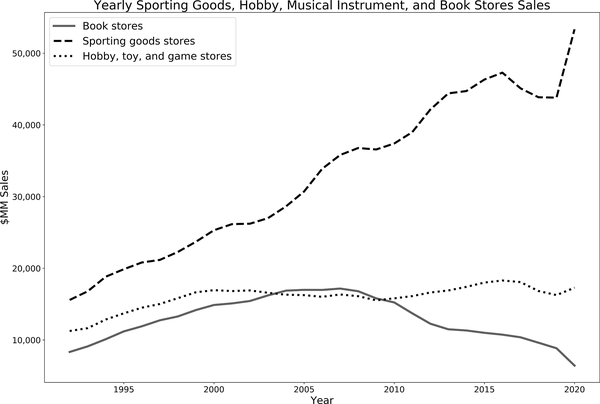 Yearly Sporting Goods, Hobby, Musical Instrument, and Book Stores Sales
Book stores
Sporting goods stores
Hobby, toy, and game stores
$MM Sales
50,000
40,000
30,000
20,000
10,000
1995 2000 2005 2010 2015 2020
Year